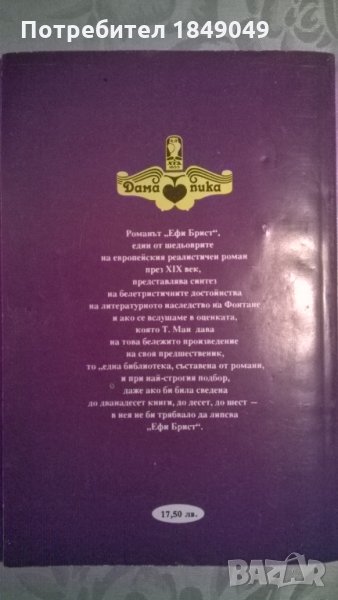 Потребител 1849049
Дама пика
Романът „Ефи Брист“,
един от шедьоврите
на европейския реалистичен роман
през XIX век,
представлява синтез
на белетристичните достойнства
на литературното наследство на Фонтане
и ако се вслушаме в оценката,
която Т. Ман дава
на това бележито произведение
на своя предшественик,
то „една библиотека, съставена от романи,
и при най-строгия подбор,
даже ако би била сведена
до дванадесет книги, до десет, до шест –
в нея не би трябвало да липсва
„Ефи Брист“.
17,50 лв.
BAZAR
.bg